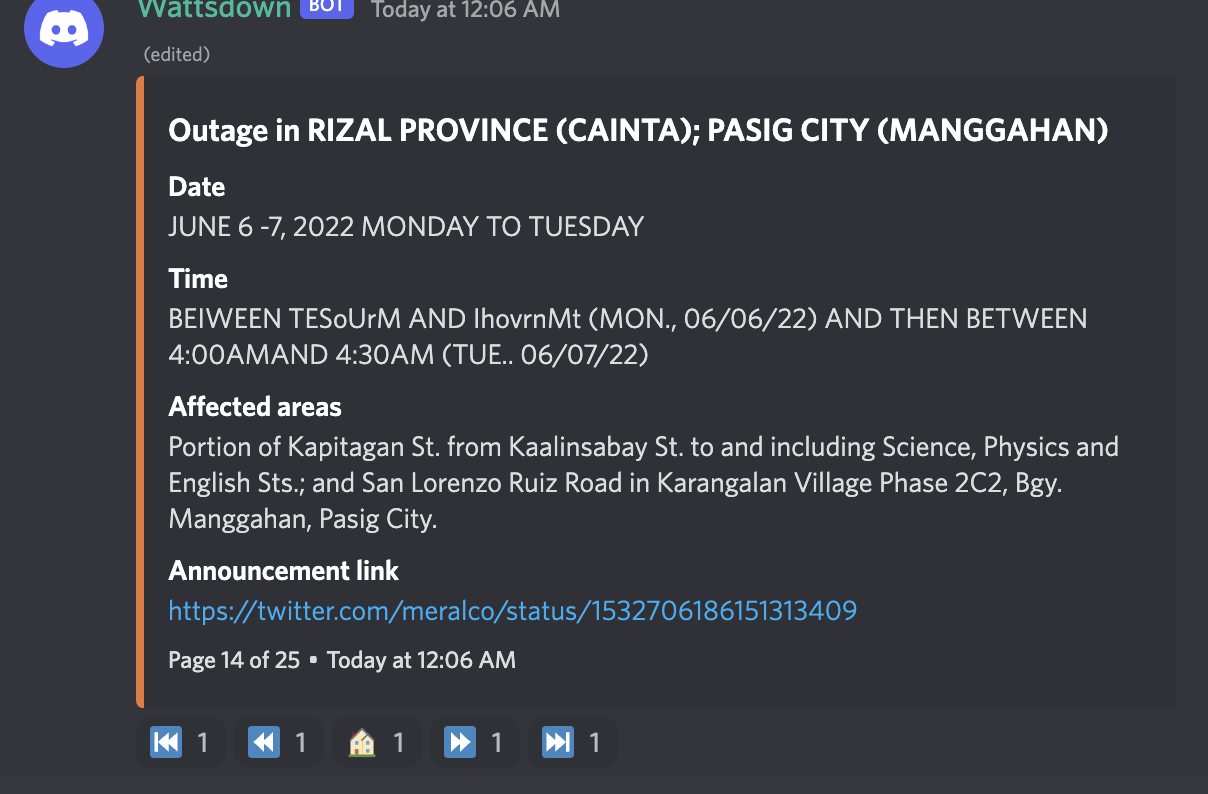 Wattsdown BOT Today at 12:06 AM
(edited)
Outage in RIZAL PROVINCE (CAINTA); PASIG CITY (MANGGAHAN)
Date
JUNE 6 -7, 2022 MONDAY TO TUESDAY
Time
BEIWEEN TESoUrM AND IhovrnMt (MON., 06/06/22) AND THEN BETWEEN
4:00AMAND 4:30AM (TUE.. 06/07/22)
Affected areas
Portion of Kapitagan St. from Kaalinsabay St. to and including Science, Physics and
English Sts.; and San Lorenzo Ruiz Road in Karangalan Village Phase 2C2, Bgy.
Manggahan, Pasig City.
Announcement link
https://twitter.com/meralco/status/1532706186151313409
Page 14 of 25 • Today at 12:06 AM
1 1 1 1 1